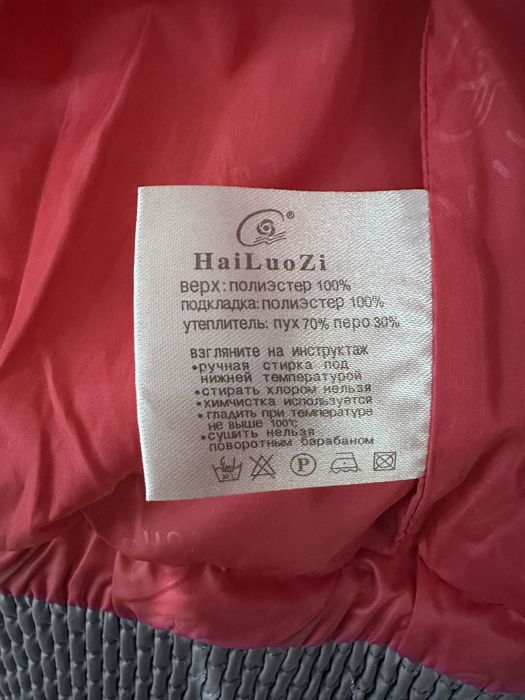 ®
HaiLuoZi
верх: полиэстер 100%
подкладка: полиэстер 100%
утеплитель: пух 70% перо 30%
взгляните на инструктаж
•ручная стирка под
нижней температурой
•стирать хлором нельзя
•химчистка используется
•гладить при температуре
не выше 100℃
•сушить нельзя
поворотным барабаном
30℃ P